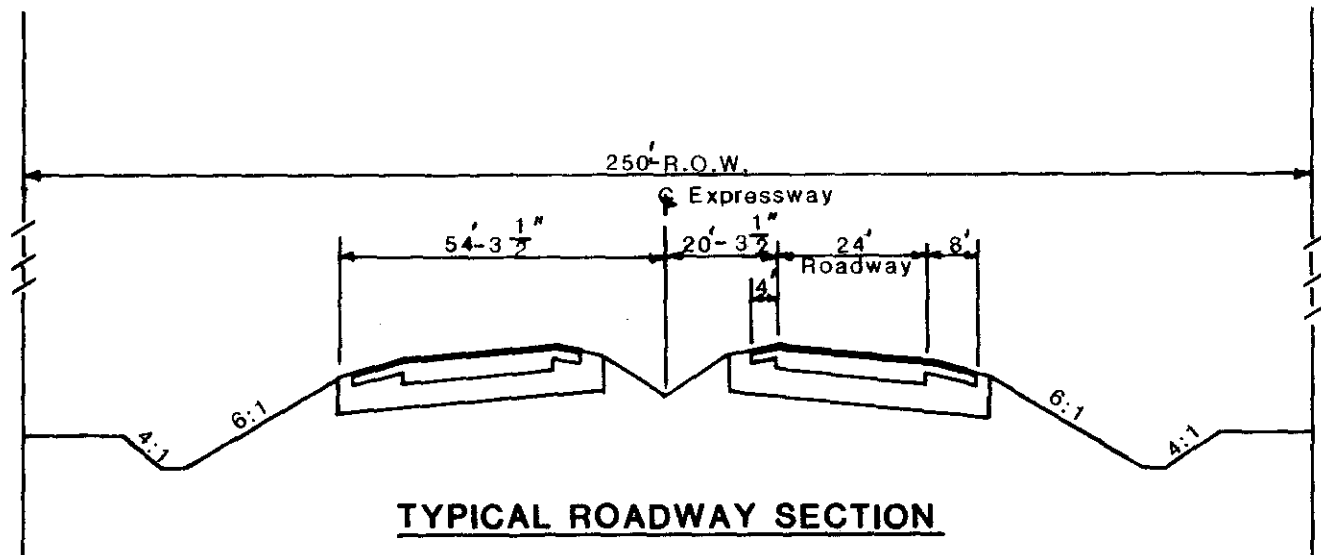 250'-R.O.W.
℄ Expressway
54'-3 1/2"
20'-3 1/2"
24'
Roadway
8'
4'
6:1
4:1
6:1
4:1
TYPICAL ROADWAY SECTION